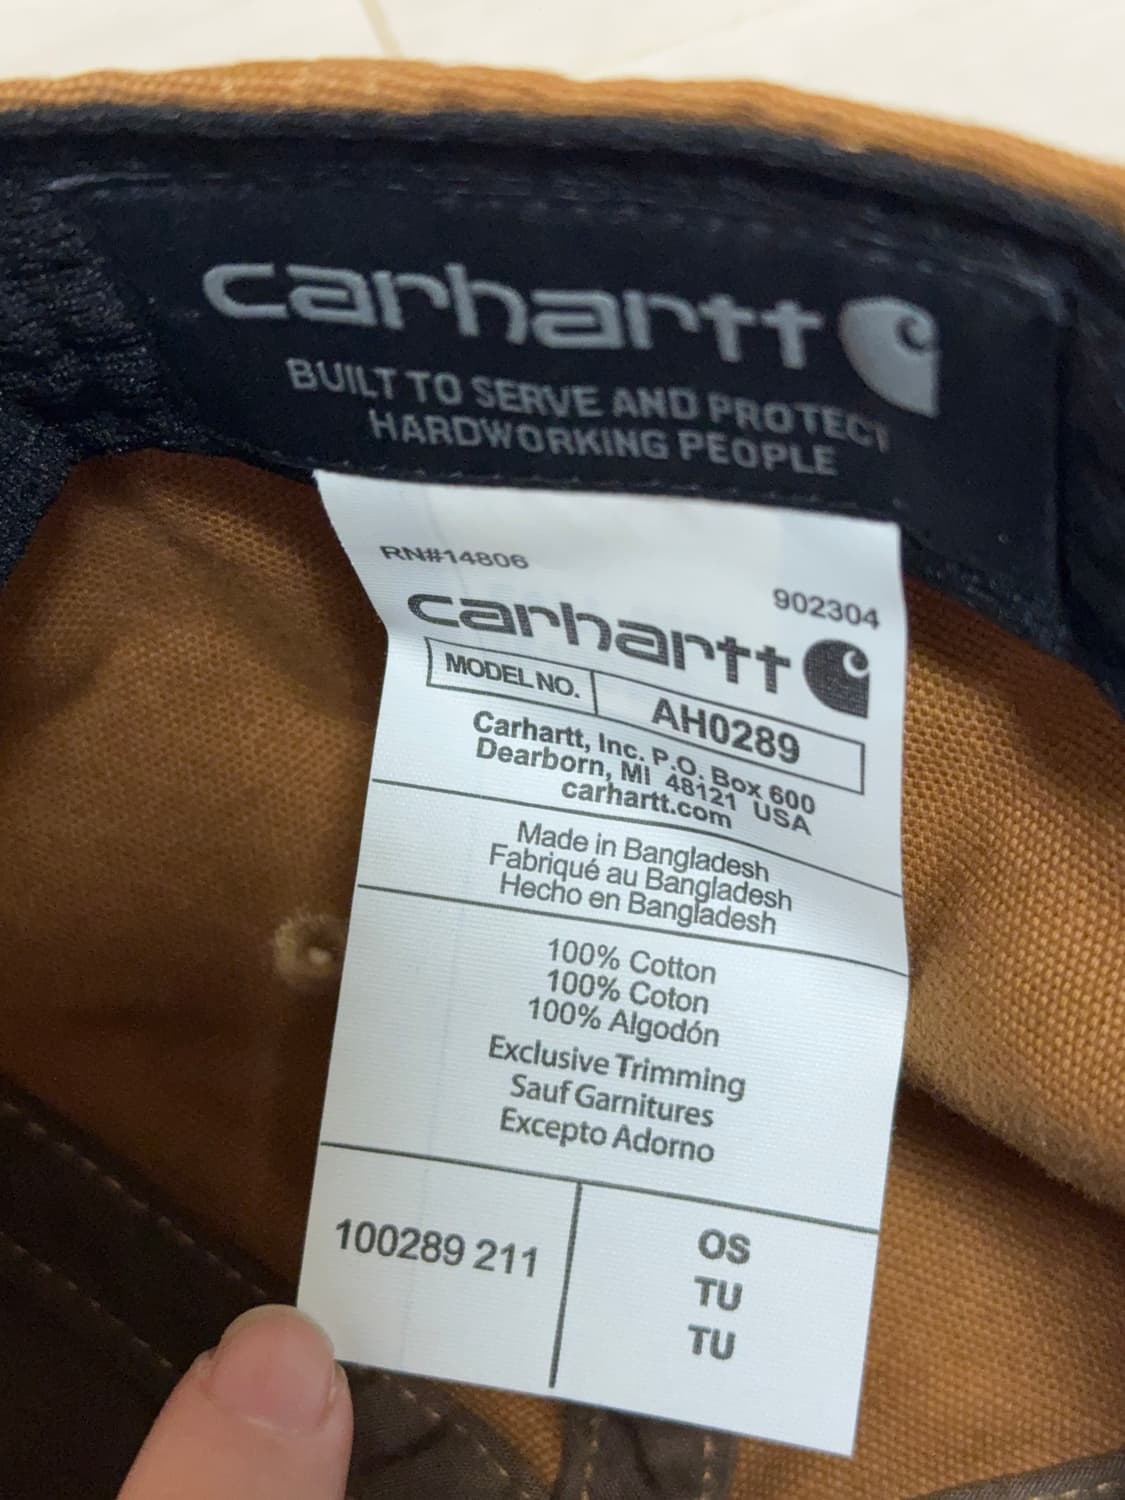 carhartt
BUILT TO SERVE AND PROTECT
HARDWORKING PEOPLE
RN#14806
902304
carhartt
MODEL NO. AH0289
Carhartt, Inc. P.O. Box 600
Dearborn, MI 48121 USA
carhartt.com
Made in Bangladesh
Fabriqué au Bangladesh
Hecho en Bangladesh
100% Cotton
100% Coton
100% Algodón
Exclusive Trimming
Sauf Garnitures
Excepto Adorno
100289 211
OS
TU
TU